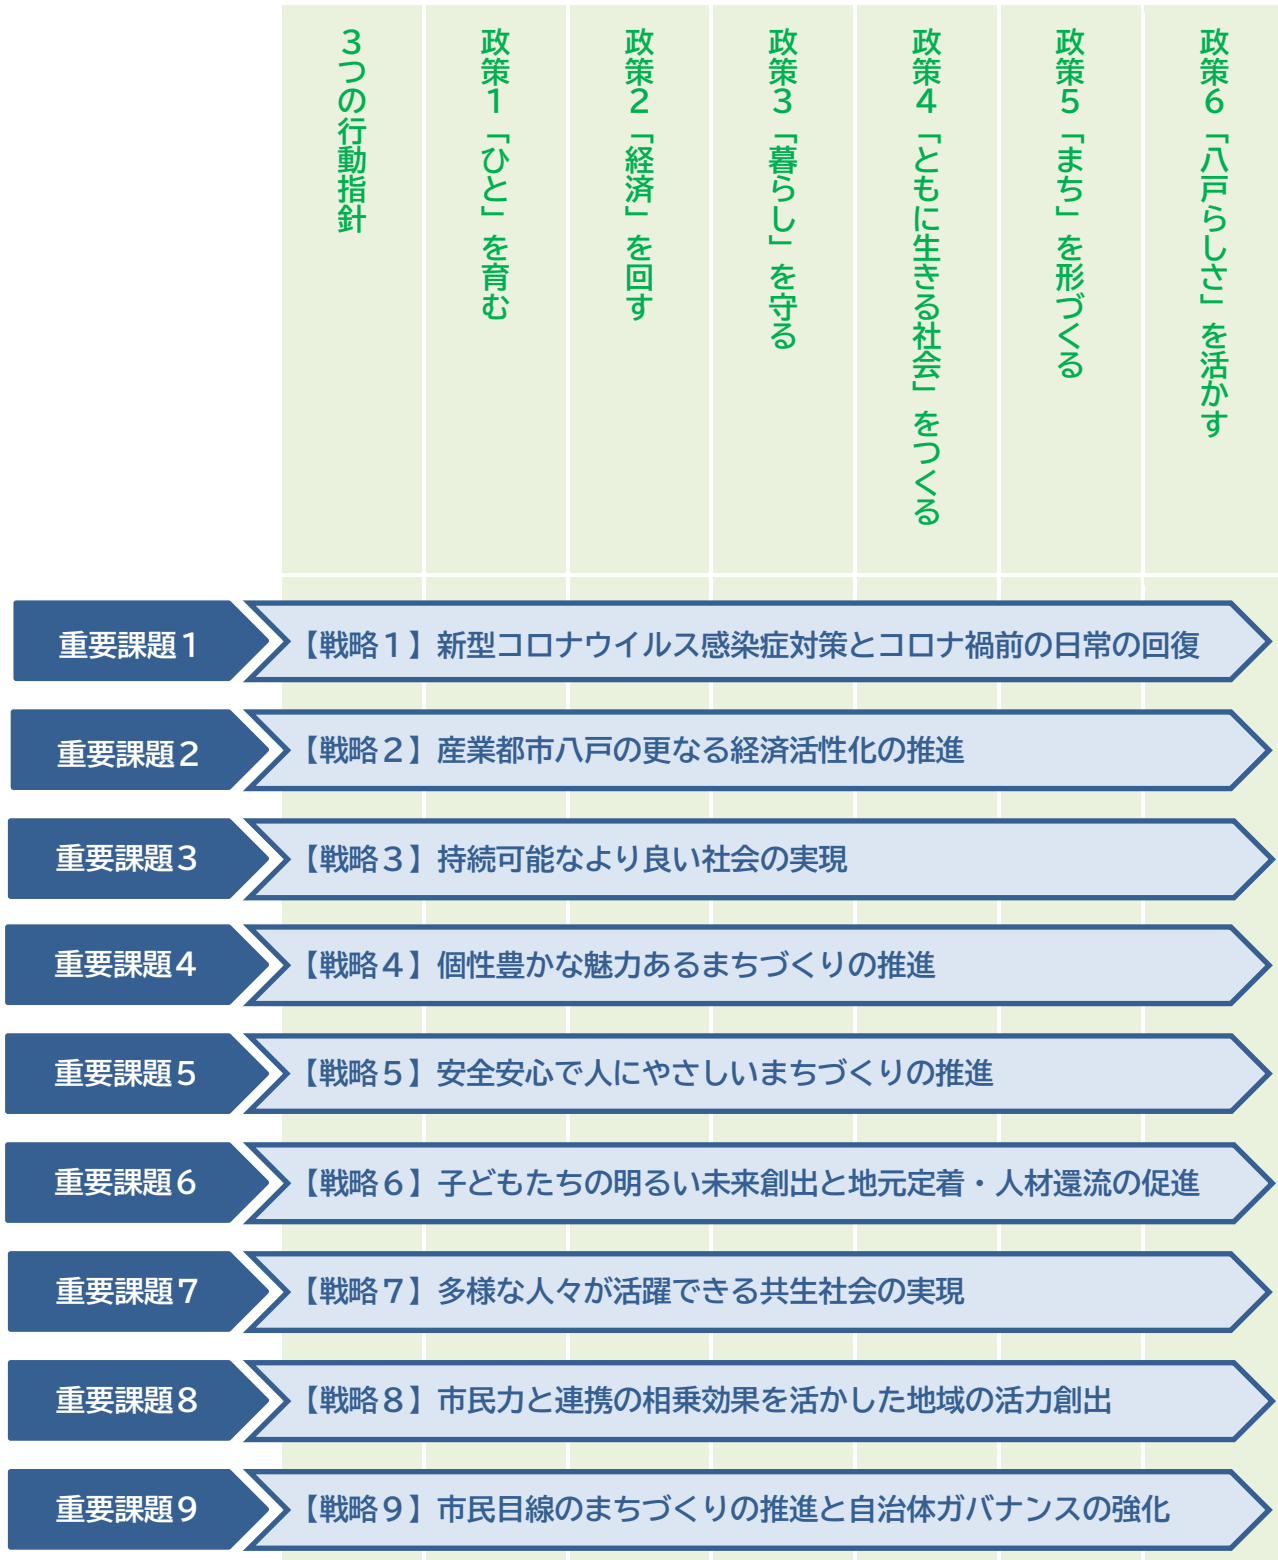 3つの行動指針
政策1「ひと」を育む
政策2「経済」を回す
政策3「暮らし」を守る
政策4「ともに生きる社会」をつくる
政策5「まち」を形づくる
政策6「八戸らしさ」を活かす
重要課題1
【戦略1】新型コロナウイルス感染症対策とコロナ禍前の日常の回復
重要課題2
【戦略2】産業都市八戸の更なる経済活性化の推進
重要課題3
【戦略3】持続可能なより良い社会の実現
重要課題4
【戦略4】個性豊かな魅力あるまちづくりの推進
重要課題5
【戦略5】安全安心で人にやさしいまちづくりの推進
重要課題6
【戦略6】子どもたちの明るい未来創出と地元定着・人材還流の促進
重要課題7
【戦略7】多様な人々が活躍できる共生社会の実現
重要課題8
【戦略8】市民力と連携の相乗効果を活かした地域の活力創出
重要課題9
【戦略9】市民目線のまちづくりの推進と自治体ガバナンスの強化